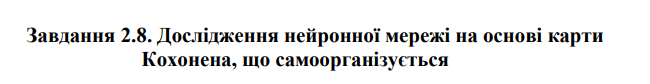 Завдання 2.8. Дослідження нейронної мережі на основі карти
Кохонена, що самоорганізується